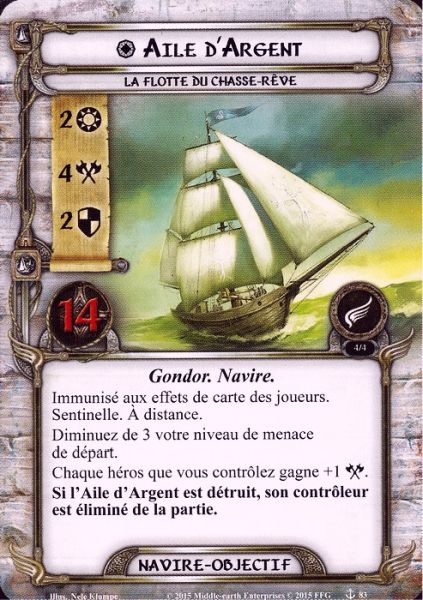 AILE D'ARGENT
LA FLOTTE DU CHASSE-RÊVE
2
4
2
14
4/4
Gondor. Navire.
Immunisé aux effets de carte des joueurs.
Sentinelle. À distance.
Diminuez de 3 votre niveau de menace
de départ.
Chaque héros que vous contrôlez gagne +1
Si l'Aile d'Argent est détruit, son contrôleur
est éliminé de la partie.
NAVIRE-OBJECTIF
Illus. Nele Klumpe © 2015 Middle-earth Enterprises © 2015 FFG 83